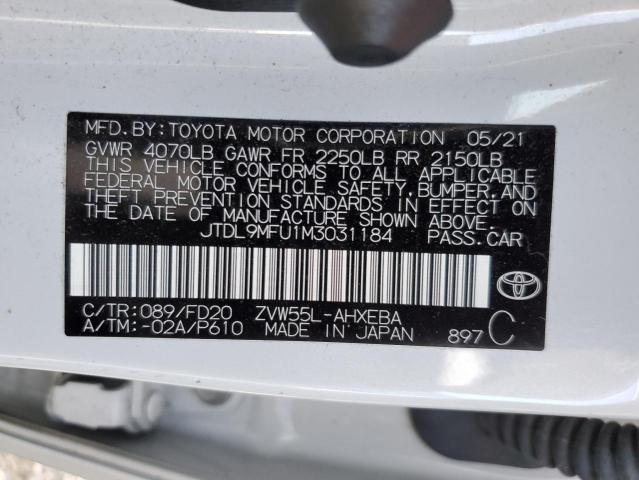 MFD.BY:TOYOTA MOTOR CORPORATION 05/21
GVWR 4070LB GAWR FR 2250LB RR 2150LB
THIS VEHICLE CONFORMS TO ALL APPLICABLE
FEDERAL MOTOR VEHICLE SAFETY,BUMPER,AND
THEFT PREVENTION STANDARDS IN EFFECT ON
THE DATE OF MANUFACTURE SHOWN ABOVE.
JTDL9MFU1M3031184 PASS.CAR
C/TR:089/FD20 ZVW55L-AHXEBA
A/TM:-02A/P610 MADE IN JAPAN 897 C